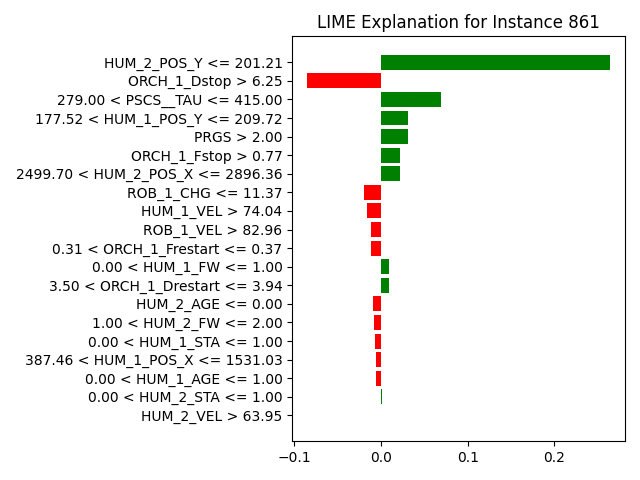 LIME Explanation for Instance 861
HUM_2_POS_Y <= 201.21
ORCH_1_Dstop > 6.25
279.00 < PSCS__TAU <= 415.00
177.52 < HUM_1_POS_Y <= 209.72
PRGS > 2.00
ORCH_1_Fstop > 0.77
2499.70 < HUM_2_POS_X <= 2896.36
ROB_1_CHG <= 11.37
HUM_1_VEL > 74.04
ROB_1_VEL > 82.96
0.31 < ORCH_1_Frestart <= 0.37
0.00 < HUM_1_FW <= 1.00
3.50 < ORCH_1_Drestart <= 3.94
HUM_2_AGE <= 0.00
1.00 < HUM_2_FW <= 2.00
0.00 < HUM_1_STA <= 1.00
387.46 < HUM_1_POS_X <= 1531.03
0.00 < HUM_1_AGE <= 1.00
0.00 < HUM_2_STA <= 1.00
HUM_2_VEL > 63.95
−0.1 0.0 0.1 0.2